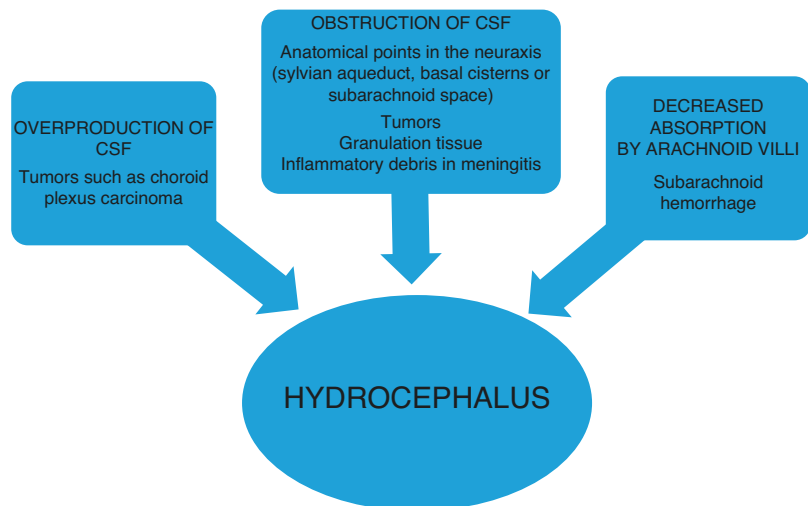 OVERPRODUCTION OF
CSF
Tumors such as choroid
plexus carcinoma
OBSTRUCTION OF CSF
Anatomical points in the neuraxis
(sylvian aqueduct, basal cisterns or
subarachnoid space)
Tumors
Granulation tissue
Inflammatory debris in meningitis
DECREASED
ABSORPTION
BY ARACHNOID VILLI
Subarachnoid
hemorrhage
HYDROCEPHALUS